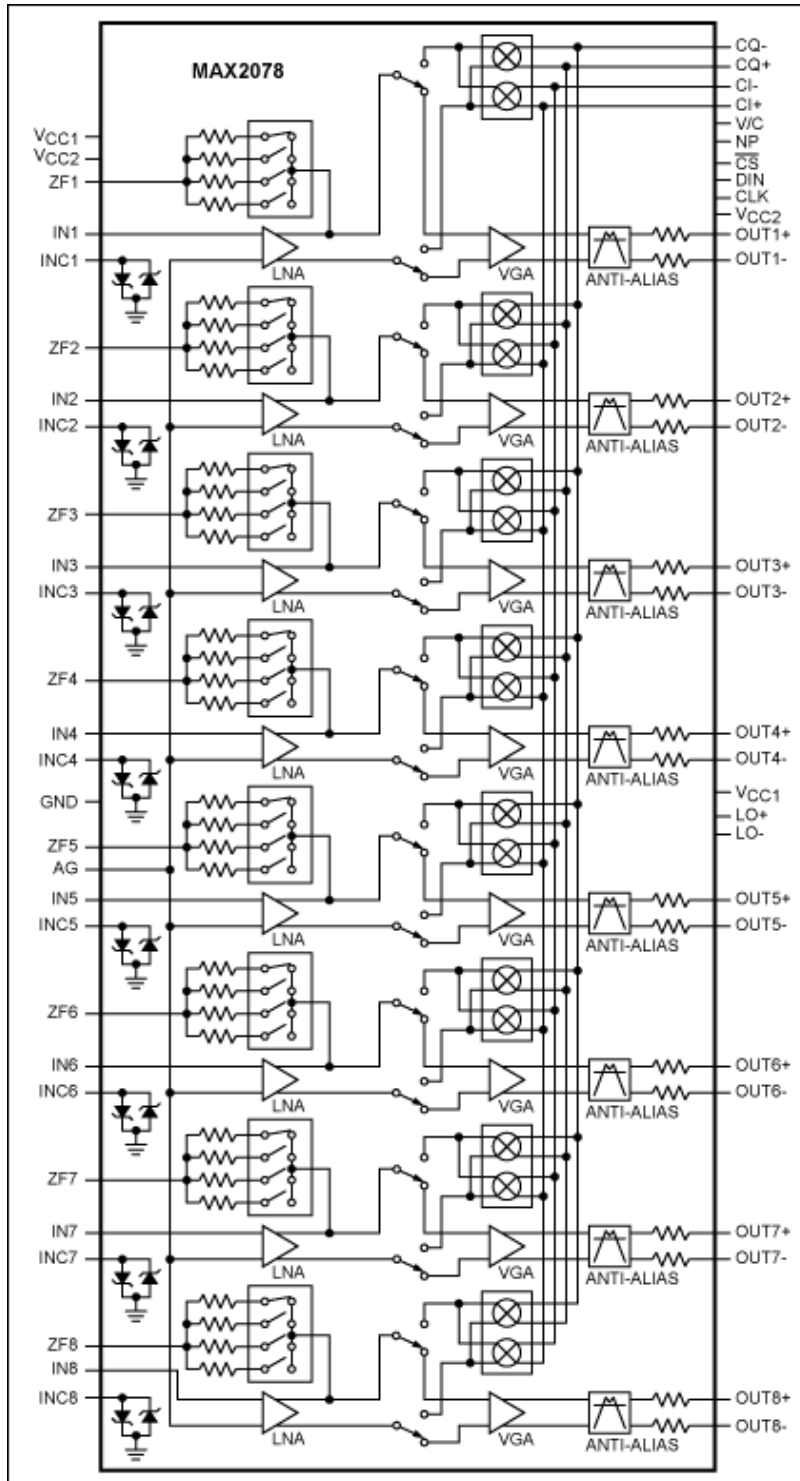 MAX2078
CQ-
CQ+
CI-
CI+
VCC1
V/C
VCC2
NP
ZF1
CS
DIN
CLK
VCC2
IN1
OUT1+
INC1
OUT1-
LNA
VGA
ANTI-ALIAS
ZF2
IN2
OUT2+
INC2
OUT2-
LNA
VGA
ANTI-ALIAS
ZF3
IN3
OUT3+
INC3
OUT3-
LNA
VGA
ANTI-ALIAS
ZF4
IN4
OUT4+
INC4
OUT4-
LNA
VGA
ANTI-ALIAS
GND
VCC1
LO+
LO-
ZF5
AG
IN5
OUT5+
INC5
OUT5-
LNA
VGA
ANTI-ALIAS
ZF6
IN6
OUT6+
INC6
OUT6-
LNA
VGA
ANTI-ALIAS
ZF7
IN7
OUT7+
INC7
OUT7-
LNA
VGA
ANTI-ALIAS
ZF8
IN8
INC8
OUT8+
OUT8-
LNA
VGA
ANTI-ALIAS